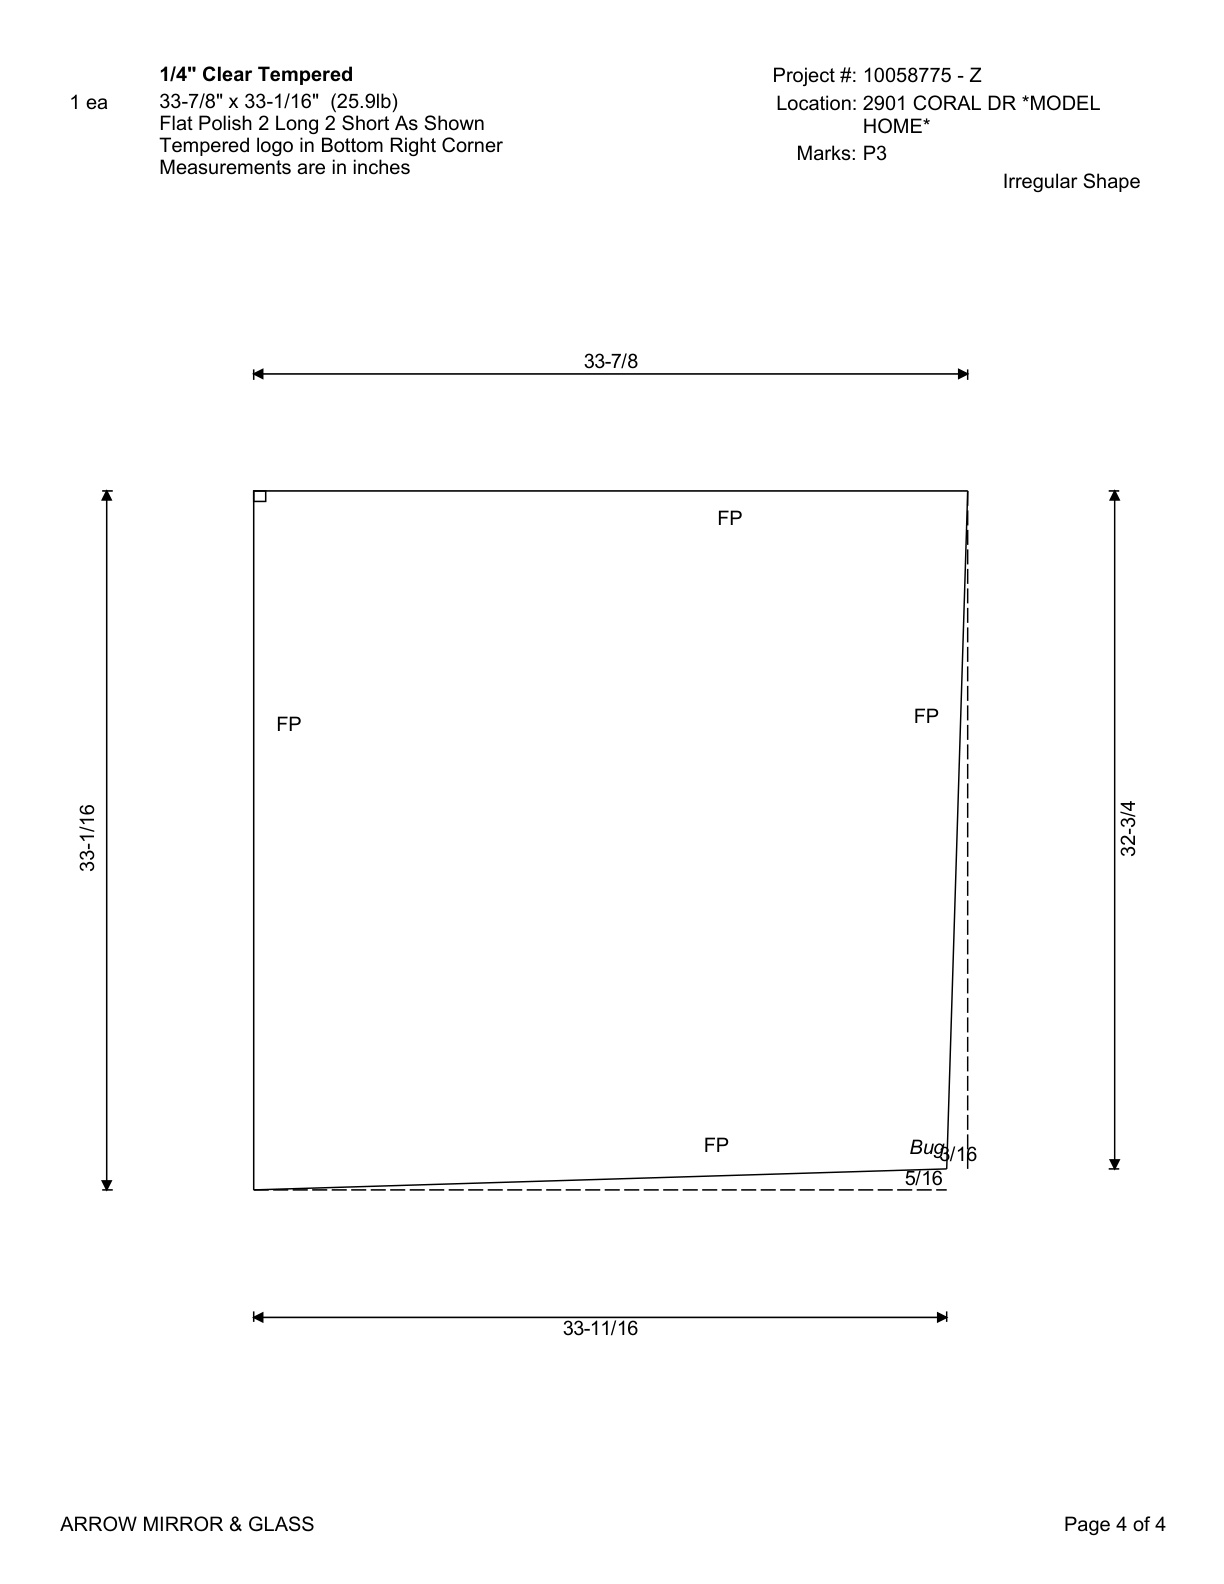 1/4" Clear Tempered
1 ea
33-7/8" x 33-1/16" (25.9lb)
Flat Polish 2 Long 2 Short As Shown
Tempered logo in Bottom Right Corner
Measurements are in inches
Project #: 10058775 - Z
Location: 2901 CORAL DR *MODEL
HOME*
Marks: P3
Irregular Shape
33-7/8
FP
FP
FP
33-1/16
32-3/4
FP
Bug
3/16
5/16
33-11/16
ARROW MIRROR & GLASS
Page 4 of 4